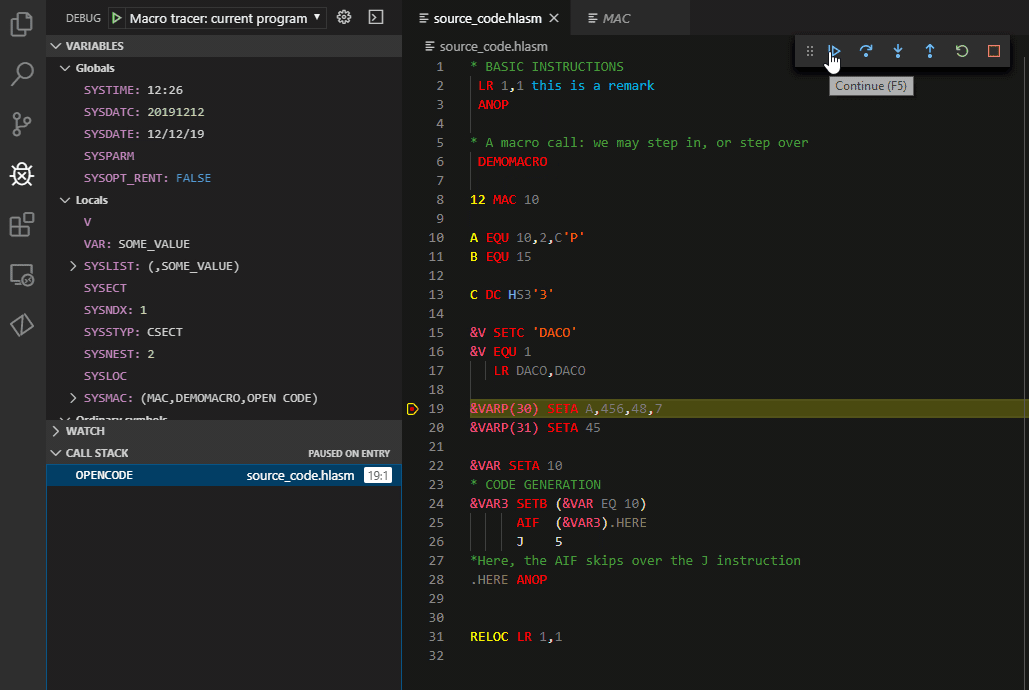 DEBUG Macro tracer: current program
VARIABLES
Globals
SYSTIME: 12:26
SYSDATC: 20191212
SYSDATE: 12/12/19
SYSPARM
SYSOPT_RENT: FALSE
Locals
V
VAR: SOME_VALUE
SYSLIST: (,SOME_VALUE)
SYSECT
SYSNDX: 1
SYSSTYP: CSECT
SYSNEST: 2
SYSLOC
SYSMAC: (MAC,DEMOMACRO,OPEN CODE)
Ordinary symbols
WATCH
CALL STACK PAUSED ON ENTRY
OPENCODE source_code.hlasm 19:1
source_code.hlasm MAC
source_code.hlasm
Continue (F5)
1 * BASIC INSTRUCTIONS
2 LR 1,1 this is a remark
3 ANOP
4
5 * A macro call: we may step in, or step over
6 DEMOMACRO
7
8 12 MAC 10
9
10 A EQU 10,2,C'P'
11 B EQU 15
12
13 C DC HS3'3'
14
15 &V SETC 'DACO'
16 &V EQU 1
17 LR DACO,DACO
18
19 &VARP(30) SETA A,456,48,7
20 &VARP(31) SETA 45
21
22 &VAR SETA 10
23 * CODE GENERATION
24 &VAR3 SETB (&VAR EQ 10)
25 AIF (&VAR3).HERE
26 J 5
27 *Here, the AIF skips over the J instruction
28 .HERE ANOP
29
30
31 RELOC LR 1,1
32